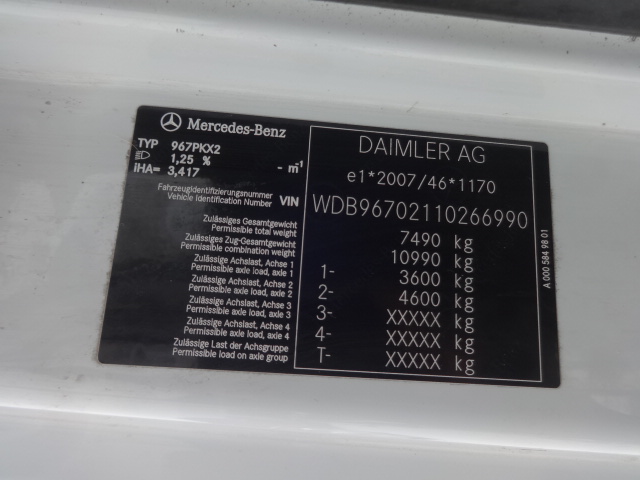 Mercedes-Benz
TYP 967PKX2
1,25 %
iHA= 3,417 - m-1
Fahrzeugidentifizierungsnummer
Vehicle Identification Number VIN
Zulässiges Gesamtgewicht
Permissible total weight
Zulässiges Zug-Gesamtgewicht
Permissible combination weight
Zulässige Achslast, Achse 1
Permissible axle load, axle 1
Zulässige Achslast, Achse 2
Permissible axle load, axle 2
Zulässige Achslast, Achse 3
Permissible axle load, axle 3
Zulässige Achslast, Achse 4
Permissible axle load, axle 4
Zulässige Last der Achsgruppe
Permissible load on axle group
DAIMLER AG
e1*2007/46*1170
WDB96702110266990
7490 kg
10990 kg
1- 3600 kg
2- 4600 kg
3- XXXXX kg
4- XXXXX kg
T- XXXXX kg
A 000 584 98 01